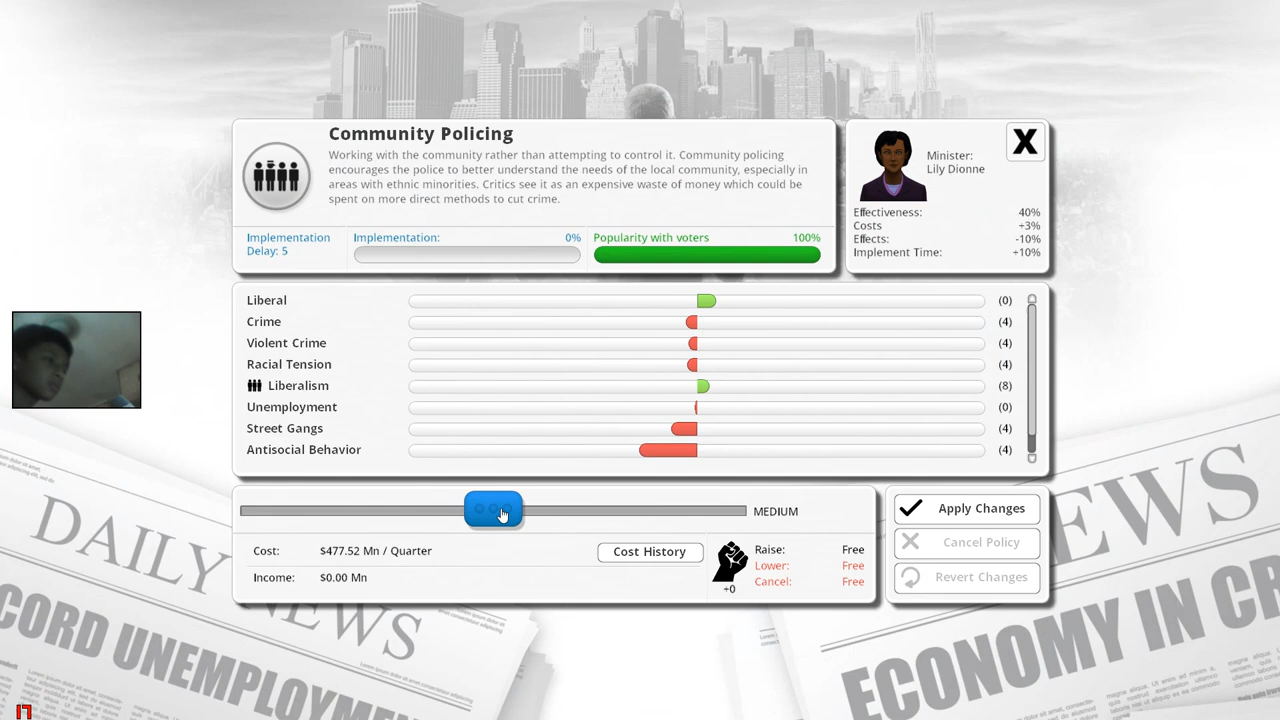 Community Policing
Working with the community rather than attempting to control it. Community policing
encourages the police to better understand the needs of the local community, especially in
areas with ethnic minorities. Critics see it as an expensive waste of money which could be
spent on more direct methods to cut crime.
Implementation
Delay: 5
Implementation: 0%
Popularity with voters 100%
X
Minister:
Lily Dionne
Effectiveness: 40%
Costs +3%
Effects: -10%
Implement Time: +10%
Liberal (0)
Crime (4)
Violent Crime (4)
Racial Tension (4)
Liberalism (8)
Unemployment (0)
Street Gangs (4)
Antisocial Behavior (4)
MEDIUM
Cost: $477.52 Mn / Quarter
Cost History
Income: $0.00 Mn
+0
Raise: Free
Lower: Free
Cancel: Free
Apply Changes
Cancel Policy
Revert Changes
DAILY NEWS
CORD UNEMPLOYM
NEWS
ECONOMY IN CR